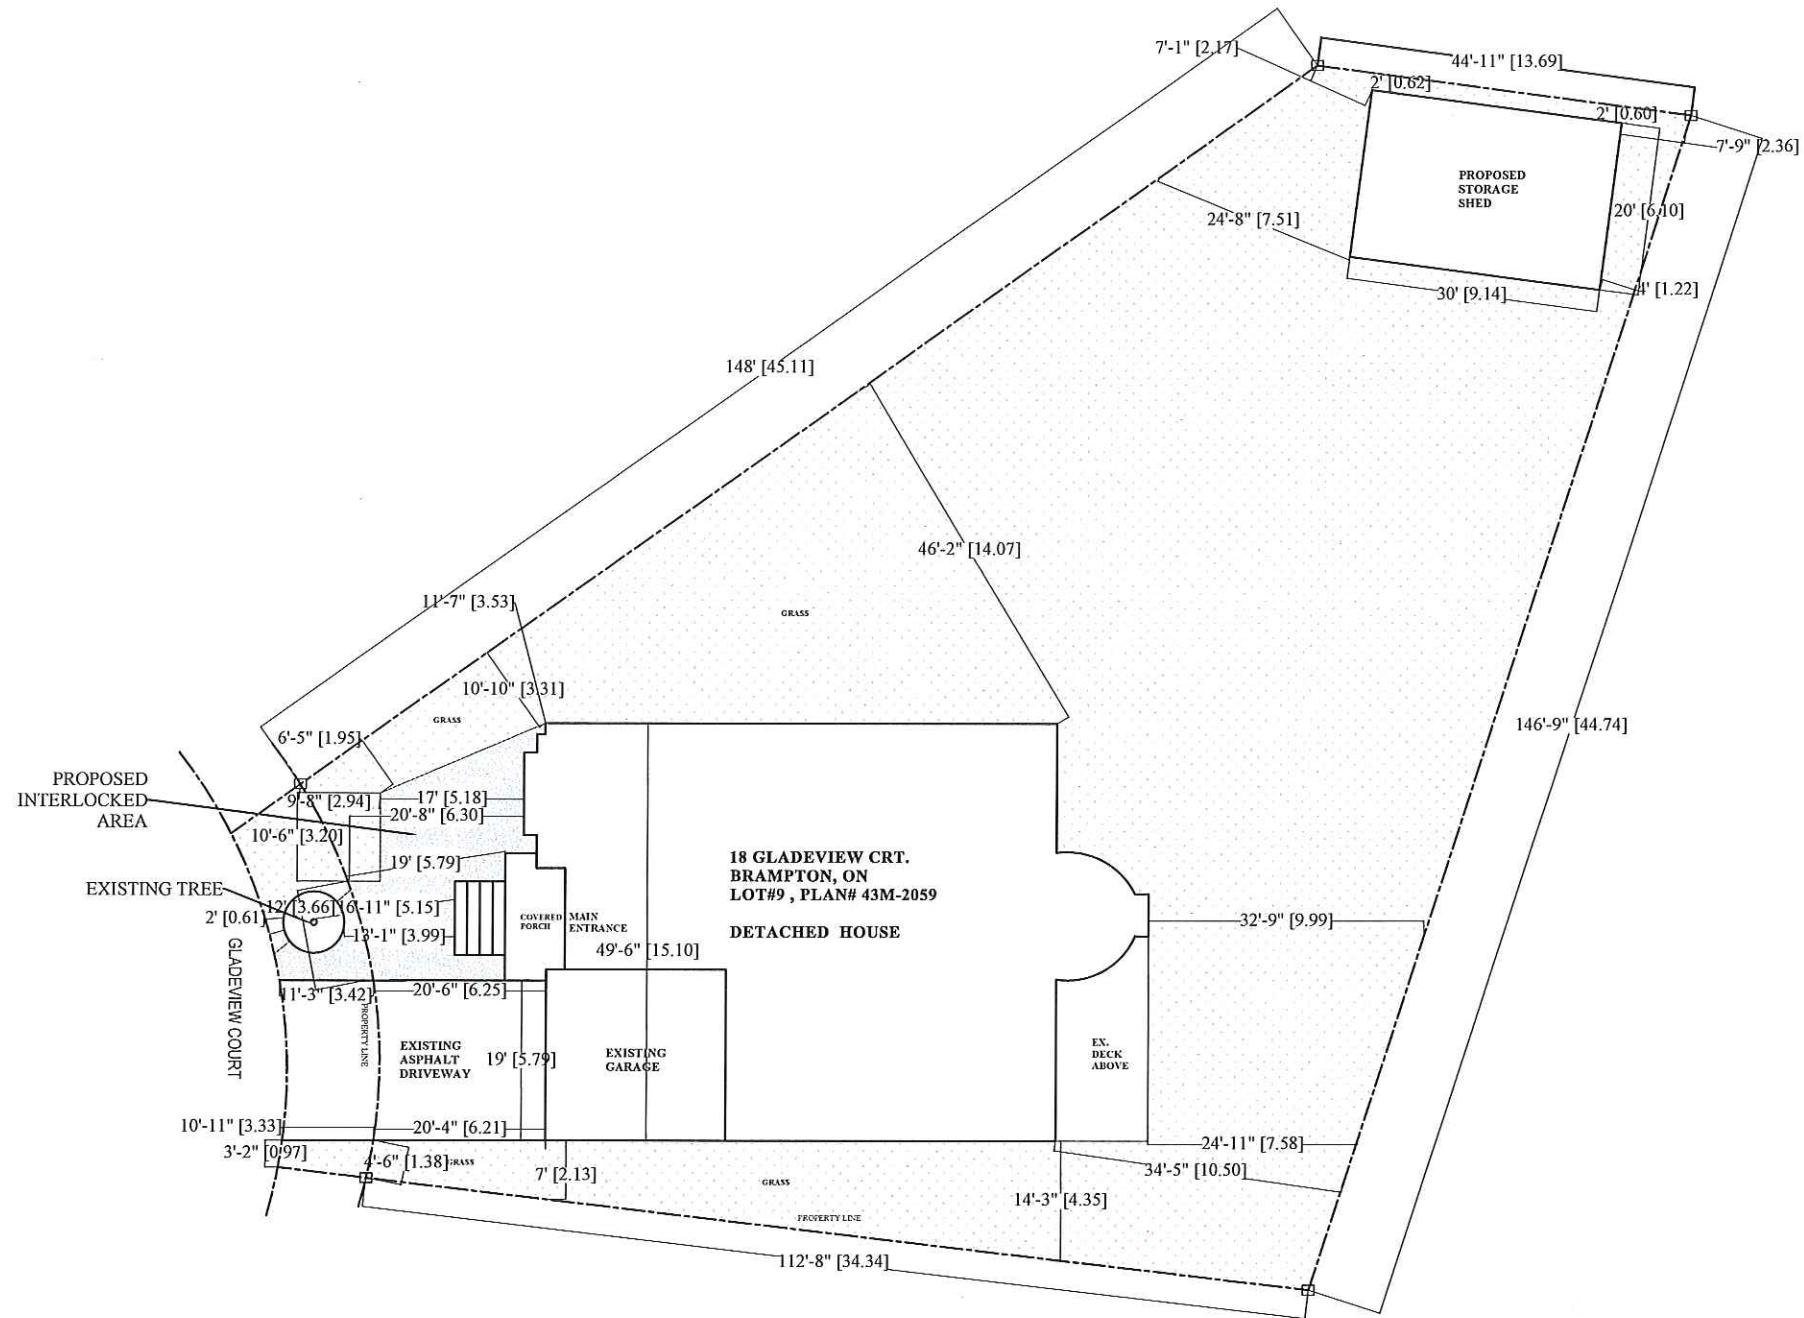 7'-1" [2.17]
44'-11" [13.69]
2' [0.62]
2' [0.60]
7'-9" [2.36]
PROPOSED
STORAGE
SHED
20' [6.10]
24'-8" [7.51]
30' [9.14]
4' [1.22]
148' [45.11]
46'-2" [14.07]
11'-7" [3.53]
GRASS
10'-10" [3.31]
GRASS
6'-5" [1.95]
146'-9" [44.74]
PROPOSED
INTERLOCKED
AREA
9'-8" [2.94]
17' [5.18]
20'-8" [6.30]
10'-6" [3.20]
19' [5.79]
18 GLADEVIEW CRT.
BRAMPTON, ON
LOT#9 , PLAN# 43M-2059
DETACHED HOUSE
EXISTING TREE
12' [3.66]
16'-11" [5.15]
2' [0.61]
13'-1" [3.99]
COVERED
PORCH
MAIN
ENTRANCE
49'-6" [15.10]
32'-9" [9.99]
GLADEVIEW COURT
11'-3" [3.42]
20'-6" [6.25]
PROPERTY LINE
EXISTING
ASPHALT
DRIVEWAY
19' [5.79]
EXISTING
GARAGE
EX.
DECK
ABOVE
10'-11" [3.33]
20'-4" [6.21]
3'-2" [0.97]
4'-6" [1.38]
GRASS
7' [2.13]
GRASS
24'-11" [7.58]
34'-5" [10.50]
14'-3" [4.35]
PROPERTY LINE
112'-8" [34.34]